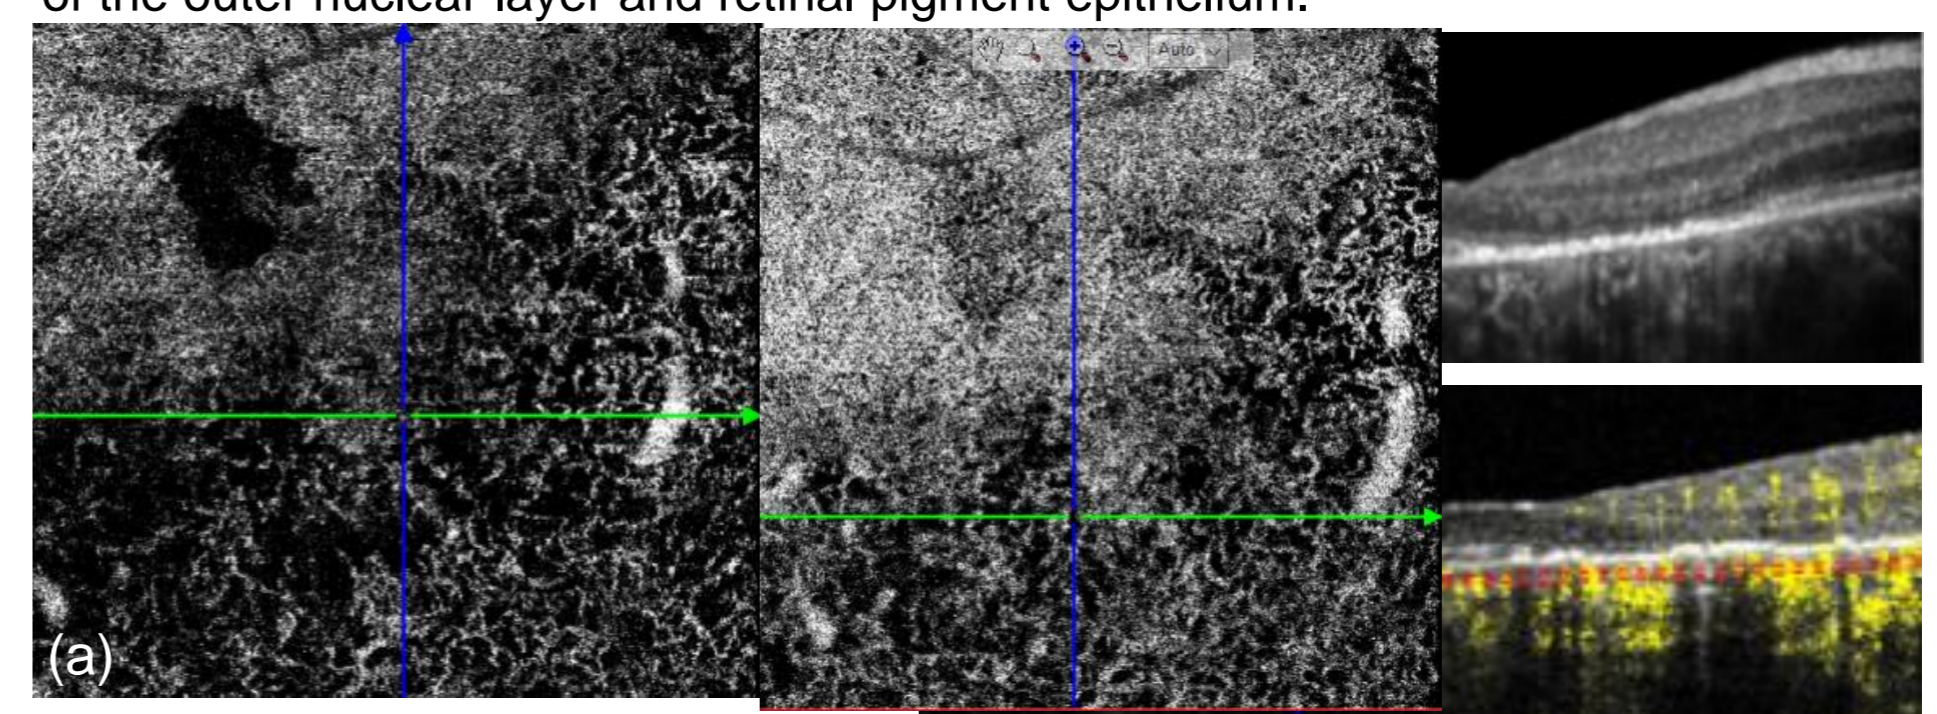 of the outer nuclear layer and retinal pigment epithelium.
Auto
(a)